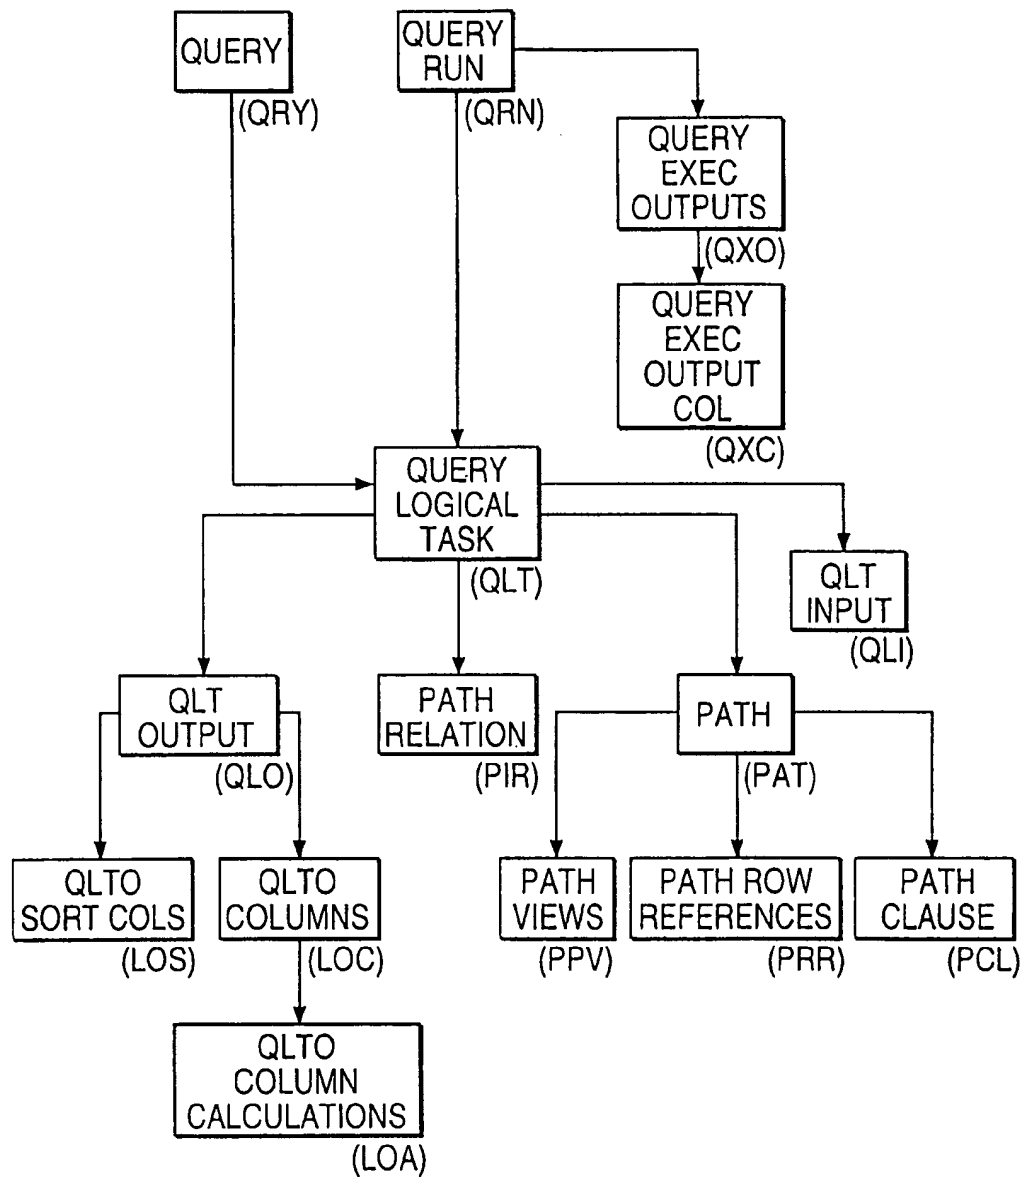 QUERY
(QRY)
QUERY
RUN
(QRN)
QUERY
EXEC
OUTPUTS
(QXO)
QUERY
EXEC
OUTPUT
COL
(QXC)
QUERY
LOGICAL
TASK
(QLT)
QLT
INPUT
(QLI)
QLT
OUTPUT
(QLO)
PATH
RELATION
(PIR)
PATH
(PAT)
QLTO
SORT COLS
(LOS)
QLTO
COLUMNS
(LOC)
PATH
VIEWS
(PPV)
PATH ROW
REFERENCES
(PRR)
PATH
CLAUSE
(PCL)
QLTO
COLUMN
CALCULATIONS
(LOA)